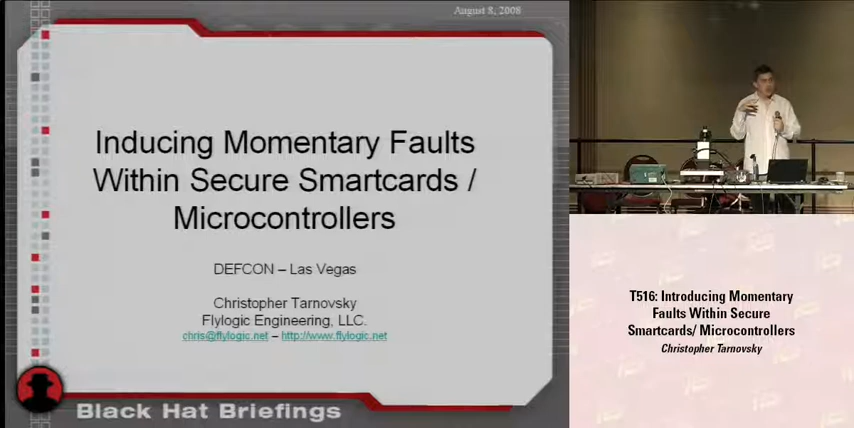 August 8, 2008
Inducing Momentary Faults
Within Secure Smartcards /
Microcontrollers
DEFCON – Las Vegas
Christopher Tarnovsky
Flylogic Engineering, LLC.
chris@flylogic.net – http://www.flylogic.net
Black Hat Briefings
T516: Introducing Momentary
Faults Within Secure
Smartcards/ Microcontrollers
Christopher Tarnovsky